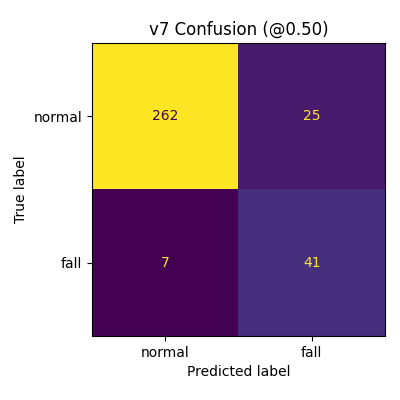 v7 Confusion (@0.50)
normal
262
25
True label
fall
7
41
normal
fall
Predicted label